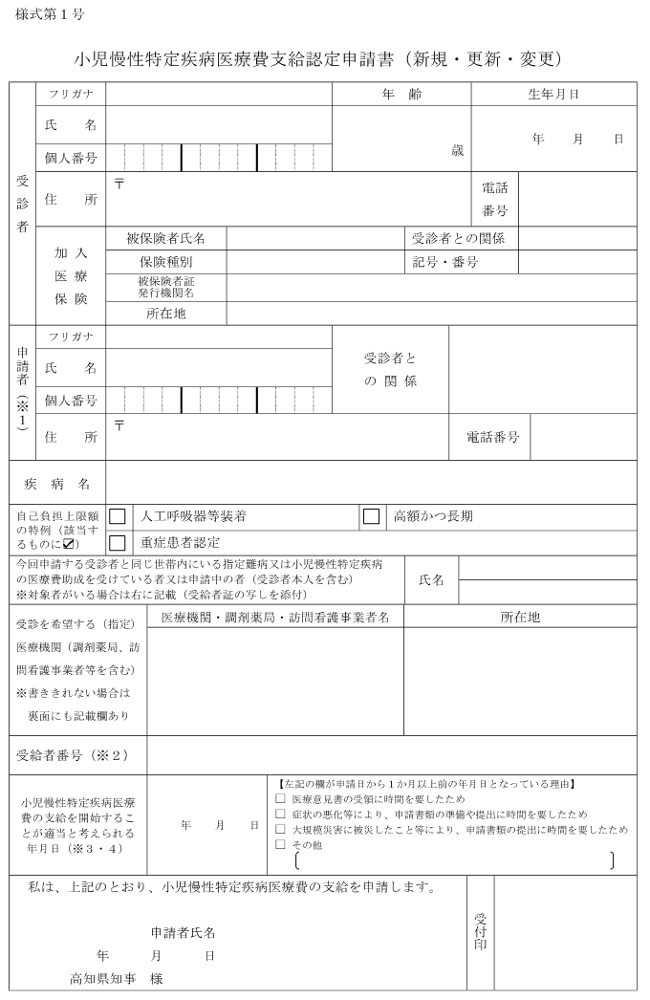 様式第１号
小児慢性特定疾病医療費支給認定申請書（新規・更新・変更）
受診者
フリガナ
年　齢
生年月日
氏　　名
歳
年　　月　　日
個人番号
住　　所
〒
電話
番号
加 入
医 療
保 険
被保険者氏名
受診者との関係
保険種別
記号・番号
被保険者証
発行機関名
所在地
申請者（※１）
フリガナ
受診者と
の 関 係
氏　　名
個人番号
住　　所
〒
電話番号
疾　病　名
自己負担上限額
の特例（該当す
るものに☑）
□ 人工呼吸器等装着
□ 高額かつ長期
□ 重症患者認定
今回申請する受診者と同じ世帯内にいる指定難病又は小児慢性特定疾病
の医療費助成を受けている者又は申請中の者（受診者本人を含む）
※対象者がいる場合は右に記載（受給者証の写しを添付）
氏名
受診を希望する（指定）
医療機関（調剤薬局、訪
問看護事業者等を含む）
※書ききれない場合は
裏面にも記載欄あり
医療機関・調剤薬局・訪問看護事業者名
所在地
受給者番号（※２）
小児慢性特定疾病医療
費の支給を開始するこ
とが適当と考えられる
年月日（※３・４）
年　　月　　日
【左記の欄が申請日から１か月以上前の年月日となっている理由】
□ 医療意見書の受領に時間を要したため
□ 症状の悪化等により、申請書類の準備や提出に時間を要したため
□ 大規模災害に被災したこと等により、申請書類の提出に時間を要したため
□ その他
私は、上記のとおり、小児慢性特定疾病医療費の支給を申請します。
申請者氏名
年　　　月　　　日
高知県知事　様
受付印